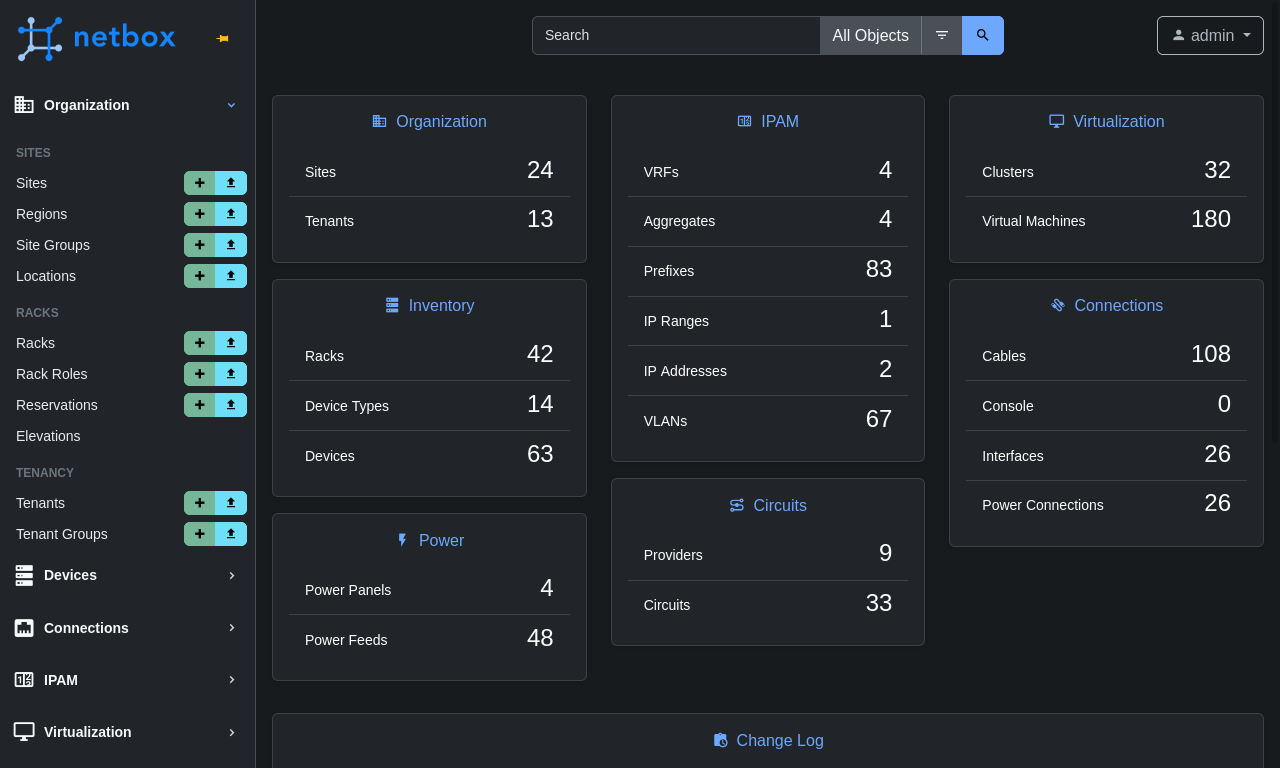 netbox
Organization
SITES
Sites
Regions
Site Groups
Locations
RACKS
Racks
Rack Roles
Reservations
Elevations
TENANCY
Tenants
Tenant Groups
Devices
Connections
IPAM
Virtualization
Search
All Objects
admin
Organization
Sites 24
Tenants 13
Inventory
Racks 42
Device Types 14
Devices 63
Power
Power Panels 4
Power Feeds 48
IPAM
VRFs 4
Aggregates 4
Prefixes 83
IP Ranges 1
IP Addresses 2
VLANs 67
Circuits
Providers 9
Circuits 33
Virtualization
Clusters 32
Virtual Machines 180
Connections
Cables 108
Console 0
Interfaces 26
Power Connections 26
Change Log